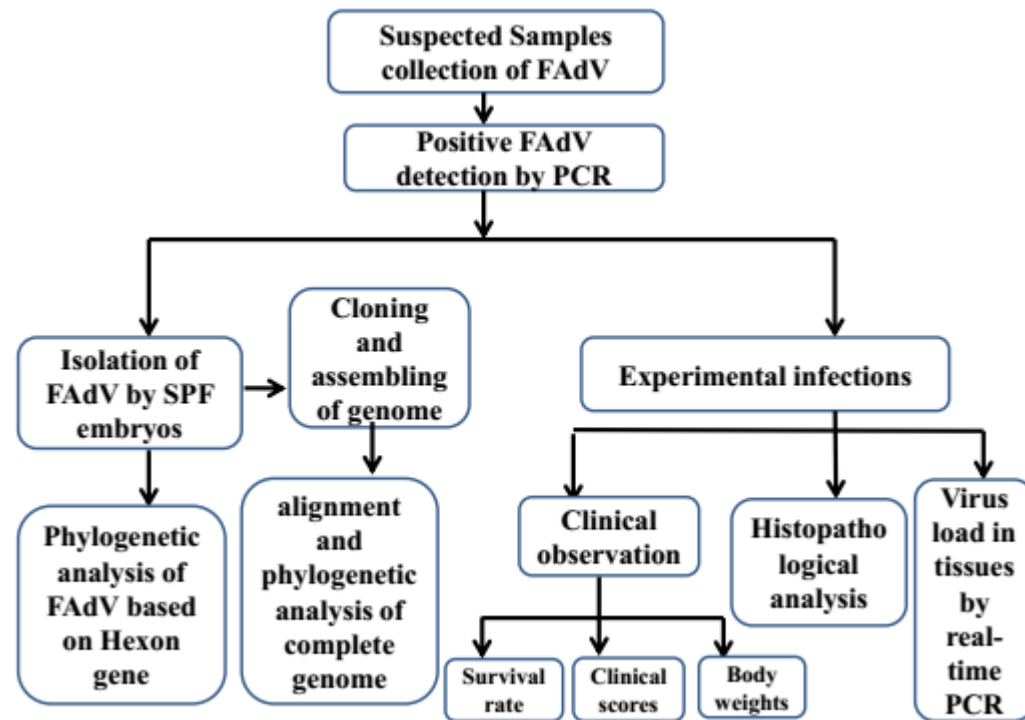 Suspected Samples
collection of FAdV
Positive FAdV
detection by PCR
Isolation of
FAdV by SPF
embryos
Cloning
and
assembling
of genome
Experimental infections
Phylogenetic
analysis of
FAdV based
on Hexon
gene
alignment
and
phylogenetic
analysis of
complete
genome
Clinical
observation
Histopatho
logical
analysis
Virus
load in
tissues
by
real-
time
PCR
Survival
rate
Clinical
scores
Body
weights